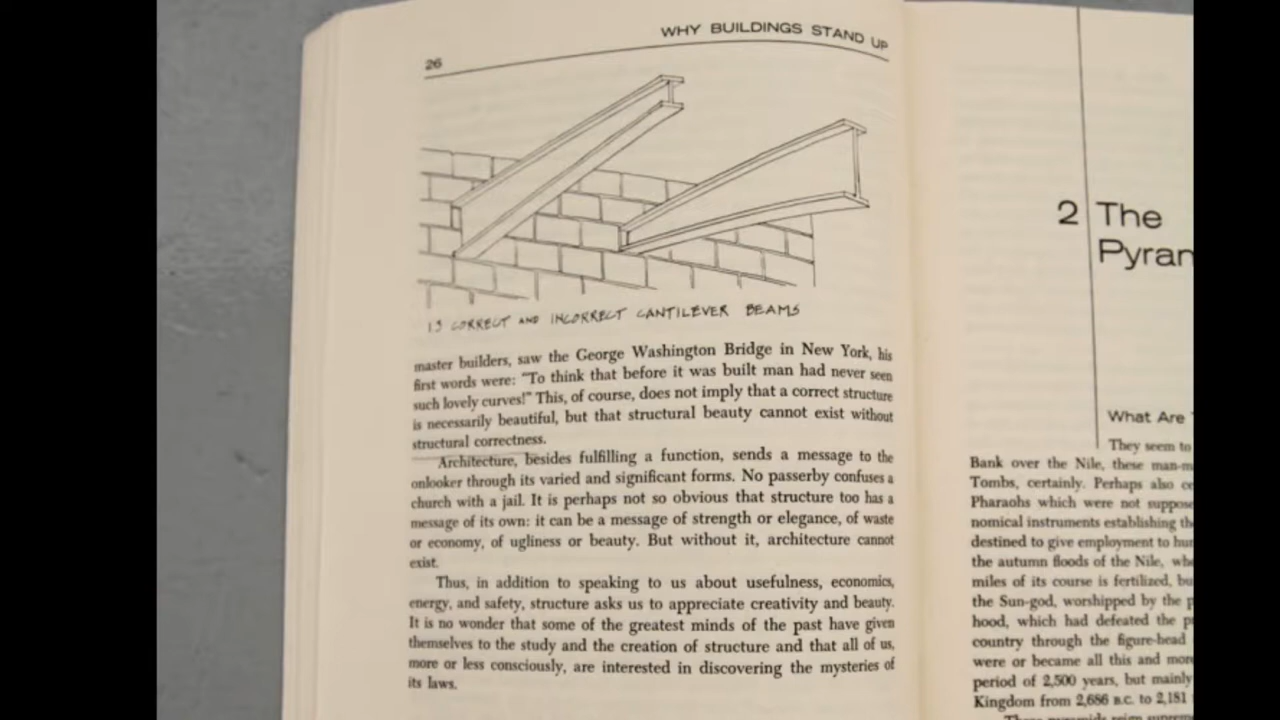 WHY BUILDINGS STAND UP
26
1.5 CORRECT AND INCORRECT CANTILEVER BEAMS
master builders, saw the George Washington Bridge in New York, his
first words were: "To think that before it was built man had never seen
such lovely curves!" This, of course, does not imply that a correct structure
is necessarily beautiful, but that structural beauty cannot exist without
structural correctness.
Architecture, besides fulfilling a function, sends a message to the
onlooker through its varied and significant forms. No passerby confuses a
church with a jail. It is perhaps not so obvious that structure too has a
message of its own: it can be a message of strength or elegance, of waste
or economy, of ugliness or beauty. But without it, architecture cannot
exist.
Thus, in addition to speaking to us about usefulness, economics,
energy, and safety, structure asks us to appreciate creativity and beauty.
It is no wonder that some of the greatest minds of the past have given
themselves to the study and the creation of structure and that all of us,
more or less consciously, are interested in discovering the mysteries of
its laws.
2 The
Pyran
What Are
They seem to
Bank over the Nile, these man-m
Tombs, certainly. Perhaps also ce
Pharaohs which were not suppose
nomical instruments establishing th
destined to give employment to hun
the autumn floods of the Nile, whe
miles of its course is fertilized, bu
the Sun-god, worshipped by the p
hood, which had defeated the p
country through the figure-head
were or became all this and more
period of 2,500 years, but mainly
Kingdom from 2,686 B.C. to 2,181